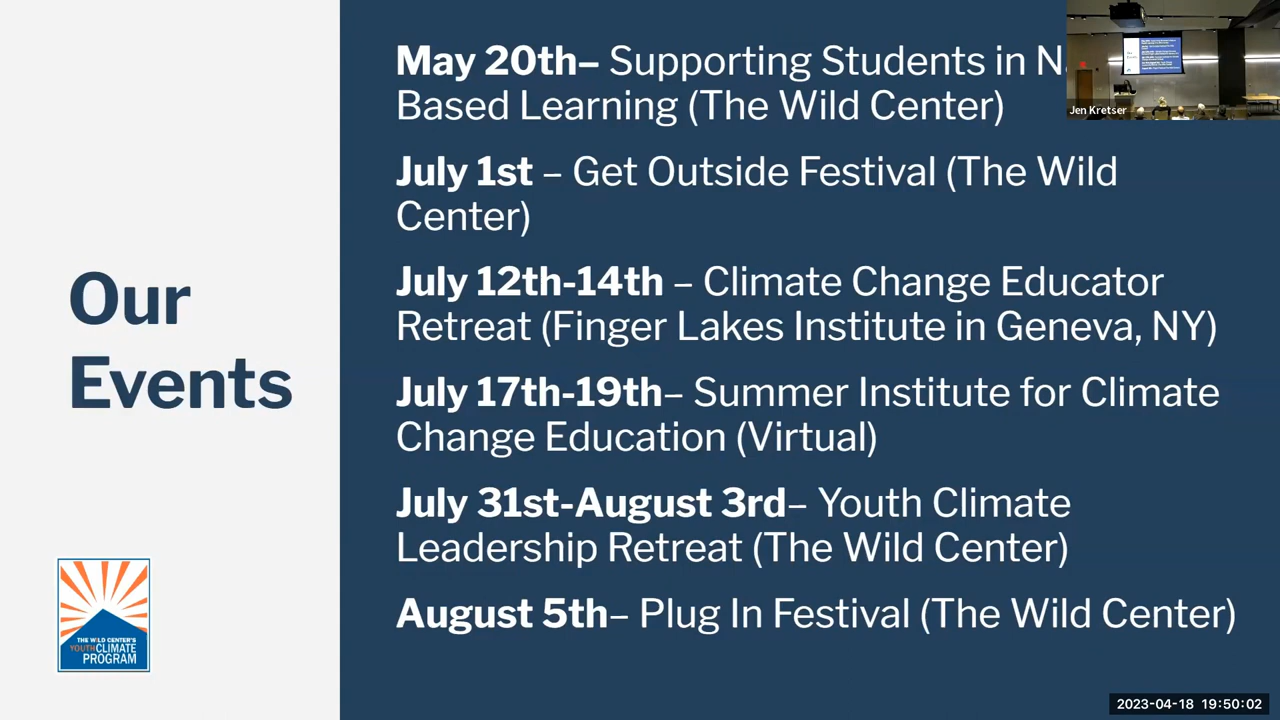 Our
Events
May 20th– Supporting Students in
Based Learning (The Wild Center)
July 1st – Get Outside Festival (The Wild
Center)
July 12th-14th – Climate Change Educator
Retreat (Finger Lakes Institute in Geneva, NY)
July 17th-19th– Summer Institute for Climate
Change Education (Virtual)
July 31st-August 3rd– Youth Climate
Leadership Retreat (The Wild Center)
August 5th– Plug In Festival (The Wild Center)
THE WILD CENTER'S
YOUTH CLIMATE
PROGRAM
Jen Kretser
2023-04-18 19:50:02